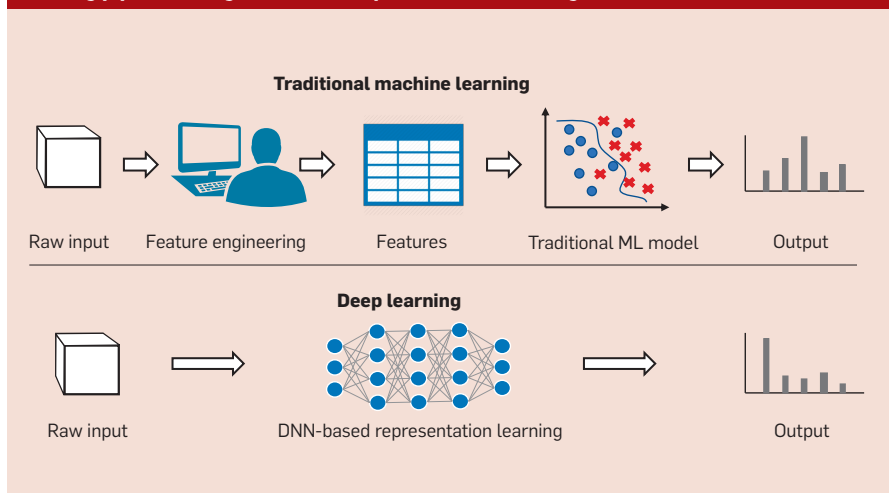 Traditional machine learning
Raw input
Feature engineering
Features
Traditional ML model
Output
Deep learning
Raw input
DNN-based representation learning
Output